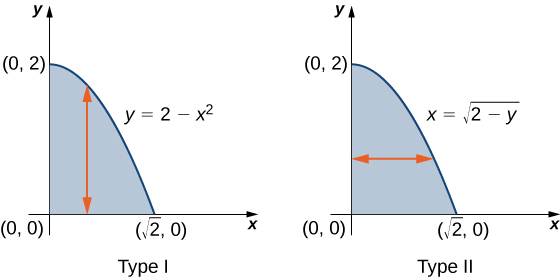 y
(0, 2)
y = 2 − x²
(0, 0)
(√2, 0)
x
Type I
y
(0, 2)
x = √(2 − y)
(0, 0)
(√2, 0)
x
Type II